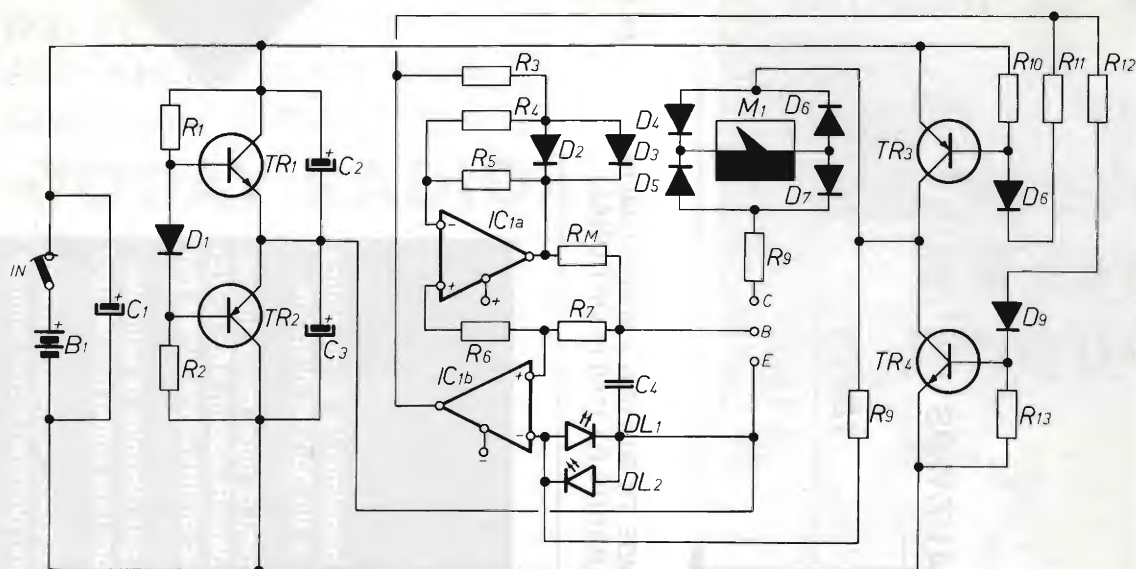 R3
R4
R5
R1
TR1
C2
D1
TR2
R2
C3
IN
B1
+
C1
+
+
+
D2
D3
IC1a
-
+
+
RM
R6
R7
IC1b
+
-
-
C4
DL1
DL2
D4
D5
M1
D6
D7
R9
C
B
E
R10
R11
R12
TR3
D6
D9
TR4
R9
R13